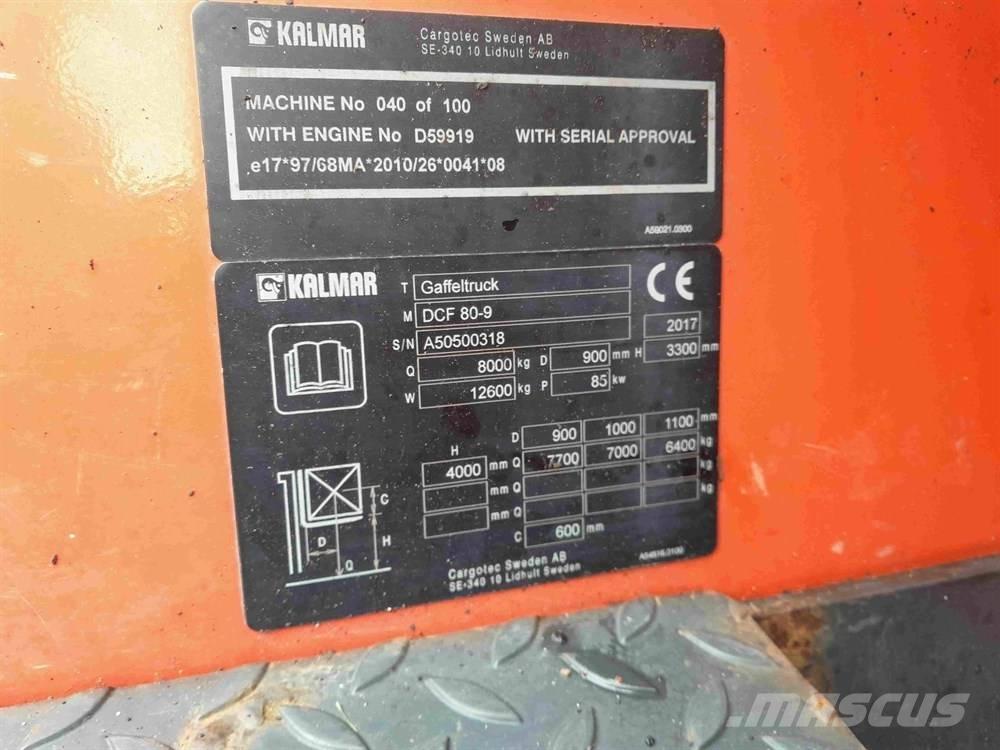 KALMAR
Cargotec Sweden AB
SE-340 10 Lidhult Sweden
MACHINE No 040 of 100
WITH ENGINE No D59919 WITH SERIAL APPROVAL
e17*97/68MA*2010/26*0041*08
A59021.0300
KALMAR T Gaffeltruck CE
M DCF 80-9
S/N A50500318 2017
Q 8000 kg D 900 mm H 3300 mm
W 12600 kg P 85 kw
H D 900 1000 1100 mm
4000 mm Q 7700 7000 6400 kg
mm Q kg
mm Q kg
C 600 mm
C
D H
Q
Cargotec Sweden AB
SE-340 10 Lidhult Sweden
MASCUS